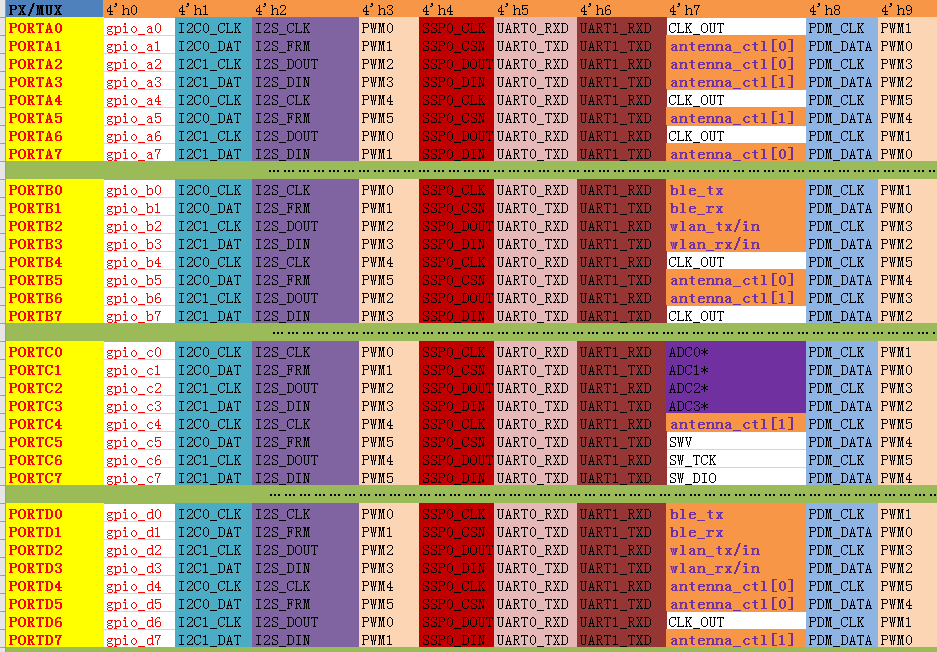 PX/MUX 4'h0 4'h1 4'h2 4'h3 4'h4 4'h5 4'h6 4'h7 4'h8 4'h9
PORTA0 gpio_a0 I2C0_CLK I2S_CLK PWM0 SSP0_CLK UART0_RXD UART1_RXD CLK_OUT PDM_CLK PWM1
PORTA1 gpio_a1 I2C0_DAT I2S_FRM PWM1 SSP0_CSN UART0_TXD UART1_TXD antenna_ctl[0] PDM_DATA PWM0
PORTA2 gpio_a2 I2C1_CLK I2S_DOUT PWM2 SSP0_DOUT UART0_RXD UART1_RXD antenna_ctl[0] PDM_CLK PWM3
PORTA3 gpio_a3 I2C1_DAT I2S_DIN PWM3 SSP0_DIN UART0_TXD UART1_TXD antenna_ctl[1] PDM_DATA PWM2
PORTA4 gpio_a4 I2C0_CLK I2S_CLK PWM4 SSP0_CLK UART0_RXD UART1_RXD CLK_OUT PDM_CLK PWM5
PORTA5 gpio_a5 I2C0_DAT I2S_FRM PWM5 SSP0_CSN UART0_TXD UART1_TXD antenna_ctl[1] PDM_DATA PWM4
PORTA6 gpio_a6 I2C1_CLK I2S_DOUT PWM0 SSP0_DOUT UART0_RXD UART1_RXD CLK_OUT PDM_CLK PWM1
PORTA7 gpio_a7 I2C1_DAT I2S_DIN PWM1 SSP0_DIN UART0_TXD UART1_TXD antenna_ctl[0] PDM_DATA PWM0
PORTB0 gpio_b0 I2C0_CLK I2S_CLK PWM0 SSP0_CLK UART0_RXD UART1_RXD ble_tx PDM_CLK PWM1
PORTB1 gpio_b1 I2C0_DAT I2S_FRM PWM1 SSP0_CSN UART0_TXD UART1_TXD ble_rx PDM_DATA PWM0
PORTB2 gpio_b2 I2C1_CLK I2S_DOUT PWM2 SSP0_DOUT UART0_RXD UART1_RXD wlan_tx/in PDM_CLK PWM3
PORTB3 gpio_b3 I2C1_DAT I2S_DIN PWM3 SSP0_DIN UART0_TXD UART1_TXD wlan_rx/in PDM_DATA PWM2
PORTB4 gpio_b4 I2C0_CLK I2S_CLK PWM4 SSP0_CLK UART0_RXD UART1_RXD CLK_OUT PDM_CLK PWM5
PORTB5 gpio_b5 I2C0_DAT I2S_FRM PWM5 SSP0_CSN UART0_TXD UART1_TXD antenna_ctl[0] PDM_DATA PWM4
PORTB6 gpio_b6 I2C1_CLK I2S_DOUT PWM2 SSP0_DOUT UART0_RXD UART1_RXD antenna_ctl[1] PDM_CLK PWM3
PORTB7 gpio_b7 I2C1_DAT I2S_DIN PWM3 SSP0_DIN UART0_TXD UART1_TXD CLK_OUT PDM_DATA PWM2
PORTC0 gpio_c0 I2C0_CLK I2S_CLK PWM0 SSP0_CLK UART0_RXD UART1_RXD ADC0* PDM_CLK PWM1
PORTC1 gpio_c1 I2C0_DAT I2S_FRM PWM1 SSP0_CSN UART0_TXD UART1_TXD ADC1* PDM_DATA PWM0
PORTC2 gpio_c2 I2C1_CLK I2S_DOUT PWM2 SSP0_DOUT UART0_RXD UART1_RXD ADC2* PDM_CLK PWM3
PORTC3 gpio_c3 I2C1_DAT I2S_DIN PWM3 SSP0_DIN UART0_TXD UART1_TXD ADC3* PDM_DATA PWM2
PORTC4 gpio_c4 I2C0_CLK I2S_CLK PWM4 SSP0_CLK UART0_RXD UART1_RXD antenna_ctl[1] PDM_CLK PWM5
PORTC5 gpio_c5 I2C0_DAT I2S_FRM PWM5 SSP0_CSN UART0_TXD UART1_TXD SWV PDM_DATA PWM4
PORTC6 gpio_c6 I2C1_CLK I2S_DOUT PWM4 SSP0_DOUT UART0_RXD UART1_RXD SW_TCK PDM_CLK PWM5
PORTC7 gpio_c7 I2C1_DAT I2S_DIN PWM5 SSP0_DIN UART0_TXD UART1_TXD SW_DIO PDM_DATA PWM4
PORTD0 gpio_d0 I2C0_CLK I2S_CLK PWM0 SSP0_CLK UART0_RXD UART1_RXD ble_tx PDM_CLK PWM1
PORTD1 gpio_d1 I2C0_DAT I2S_FRM PWM1 SSP0_CSN UART0_TXD UART1_TXD ble_rx PDM_DATA PWM0
PORTD2 gpio_d2 I2C1_CLK I2S_DOUT PWM2 SSP0_DOUT UART0_RXD UART1_RXD wlan_tx/in PDM_CLK PWM3
PORTD3 gpio_d3 I2C1_DAT I2S_DIN PWM3 SSP0_DIN UART0_TXD UART1_TXD wlan_rx/in PDM_DATA PWM2
PORTD4 gpio_d4 I2C0_CLK I2S_CLK PWM4 SSP0_CLK UART0_RXD UART1_RXD antenna_ctl[0] PDM_CLK PWM5
PORTD5 gpio_d5 I2C0_DAT I2S_FRM PWM5 SSP0_CSN UART0_TXD UART1_TXD antenna_ctl[0] PDM_DATA PWM4
PORTD6 gpio_d6 I2C1_CLK I2S_DOUT PWM0 SSP0_DOUT UART0_RXD UART1_RXD CLK_OUT PDM_CLK PWM1
PORTD7 gpio_d7 I2C1_DAT I2S_DIN PWM1 SSP0_DIN UART0_TXD UART1_TXD antenna_ctl[1] PDM_DATA PWM0